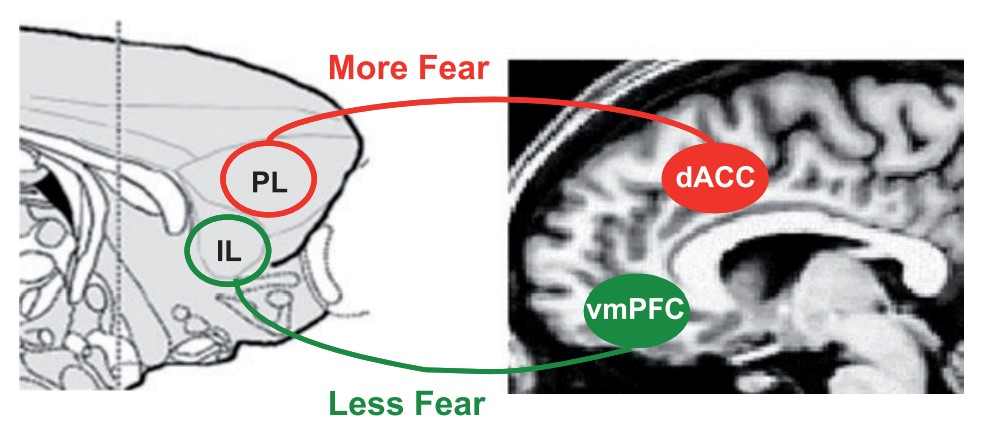 More Fear
PL
dACC
IL
vmPFC
Less Fear